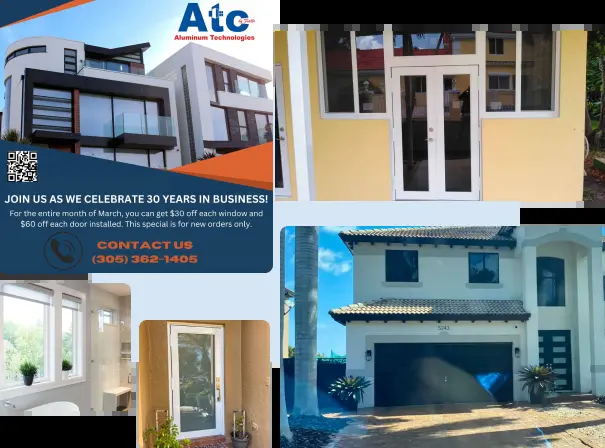 Atc
Aluminum Technologies
JOIN US AS WE CELEBRATE 30 YEARS IN BUSINESS!
For the entire month of March, you can get $30 off each window and
$60 off each door installed. This special is for new orders only.
CONTACT US
(305) 362-1405
5241